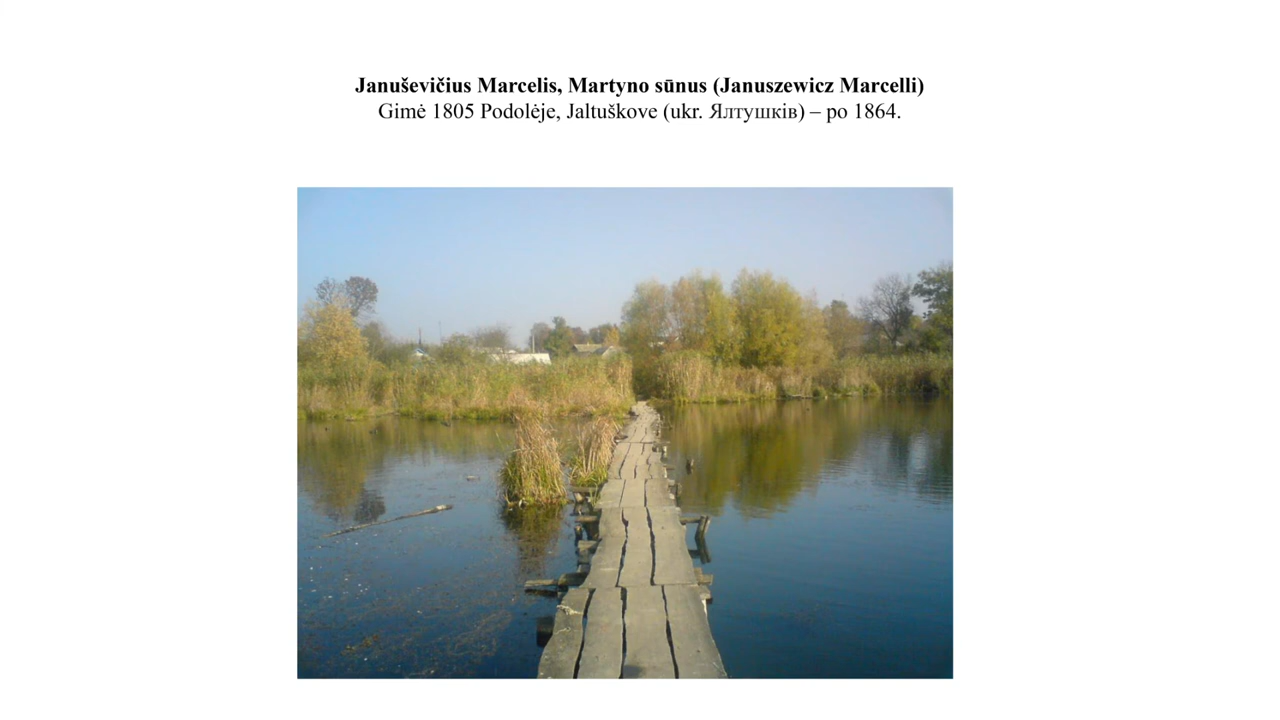 Januševičius Marcelis, Martyno sūnus (Januszewicz Marcelli)
Gimė 1805 Podolėje, Jaltuškove (ukr. Ялтушків) – po 1864.